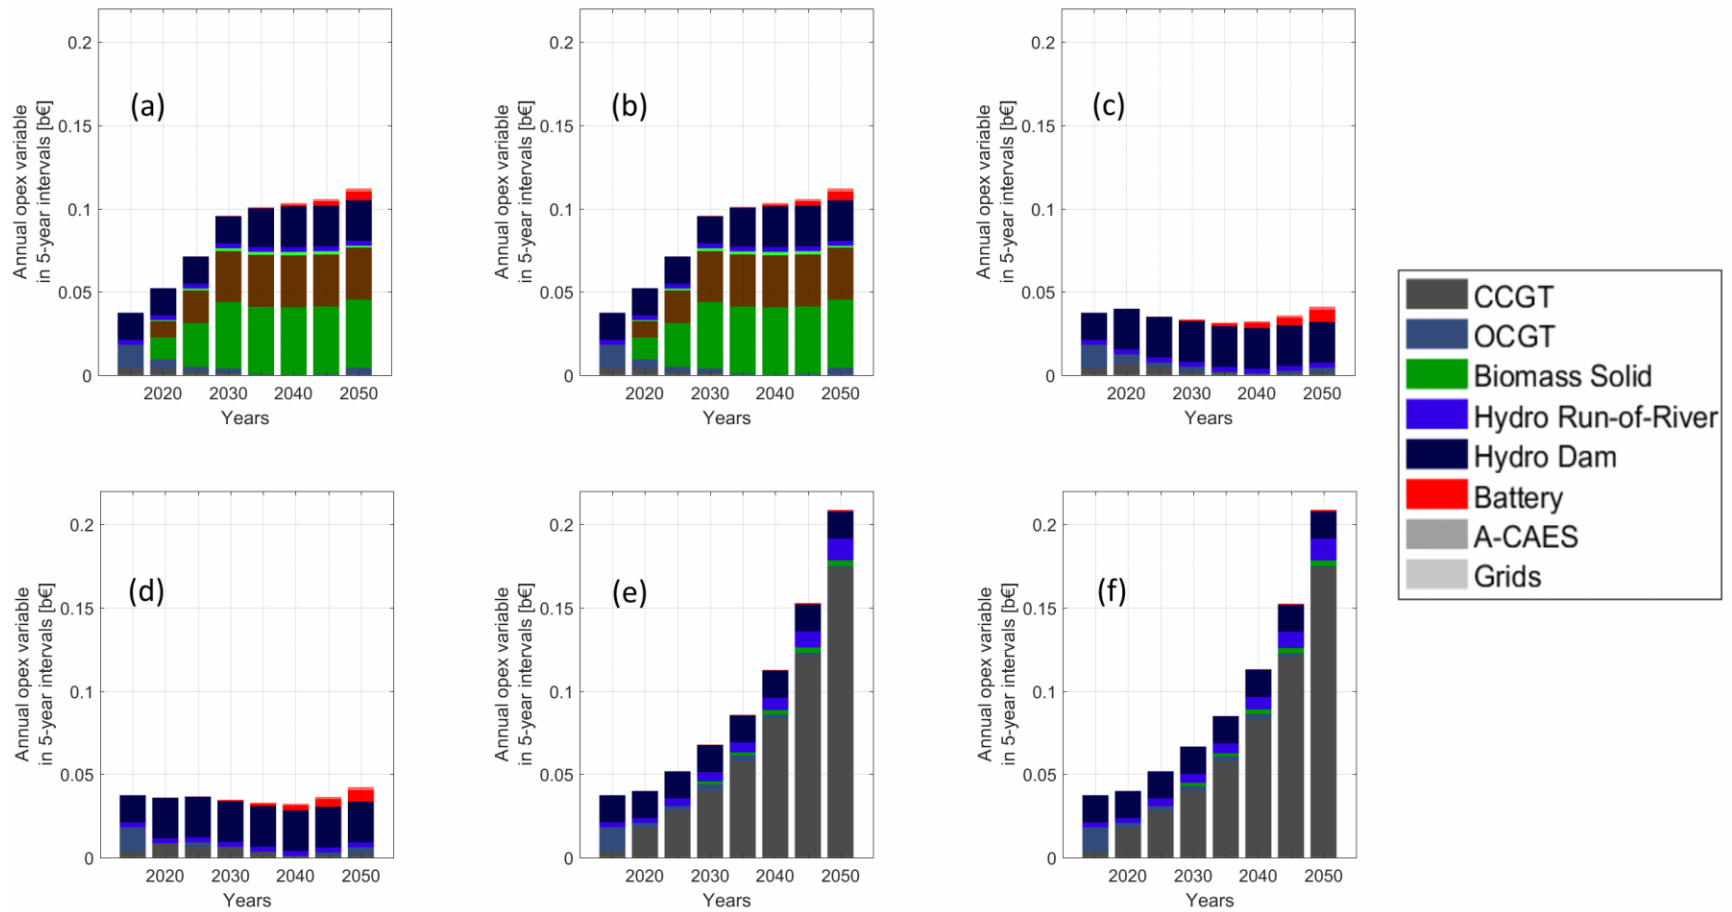 0.2
0.15
0.1
0.05
0
(a)
Annual opex variable
in 5-year intervals [b€]
2020
2030
2040
2050
Years
0.2
0.15
0.1
0.05
0
(b)
Annual opex variable
in 5-year intervals [b€]
2020
2030
2040
2050
Years
0.2
0.15
0.1
0.05
0
(c)
Annual opex variable
in 5-year intervals [b€]
2020
2030
2040
2050
Years
CCGT
OCGT
Biomass Solid
Hydro Run-of-River
Hydro Dam
Battery
A-CAES
Grids
0.2
0.15
0.1
0.05
0
(d)
Annual opex variable
in 5-year intervals [b€]
2020
2030
2040
2050
Years
0.2
0.15
0.1
0.05
0
(e)
Annual opex variable
in 5-year intervals [b€]
2020
2030
2040
2050
Years
0.2
0.15
0.1
0.05
0
(f)
Annual opex variable
in 5-year intervals [b€]
2020
2030
2040
2050
Years